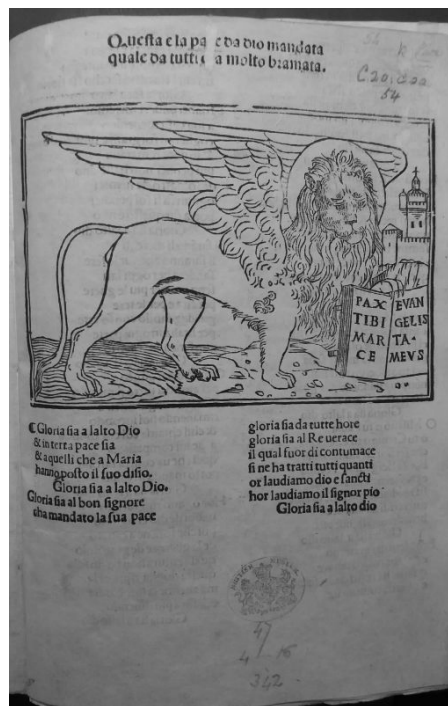 Questa e la pace da dio mandata
quale da tutti e a molto bramata.
54
54
PAX
TIBI
MAR
CE
EVAN
GELIS
TA•
MEVS
¶Gloria sia a lalto Dio
& in terra pace sia
& a quelli che a Maria
hanno posto il suo disio.
Gloria sia a lalto Dio.
Gloria sia al bon signore
cha mandato la sua pace
gloria sia da tutte hore
gloria sia al Re uerace
il qual fuor di contumace
si ne ha tratti tutti quanti
or laudiamo dio e sancti
hor laudiamo il signor pio
Gloria sia a lalto dio
47
4 16
342